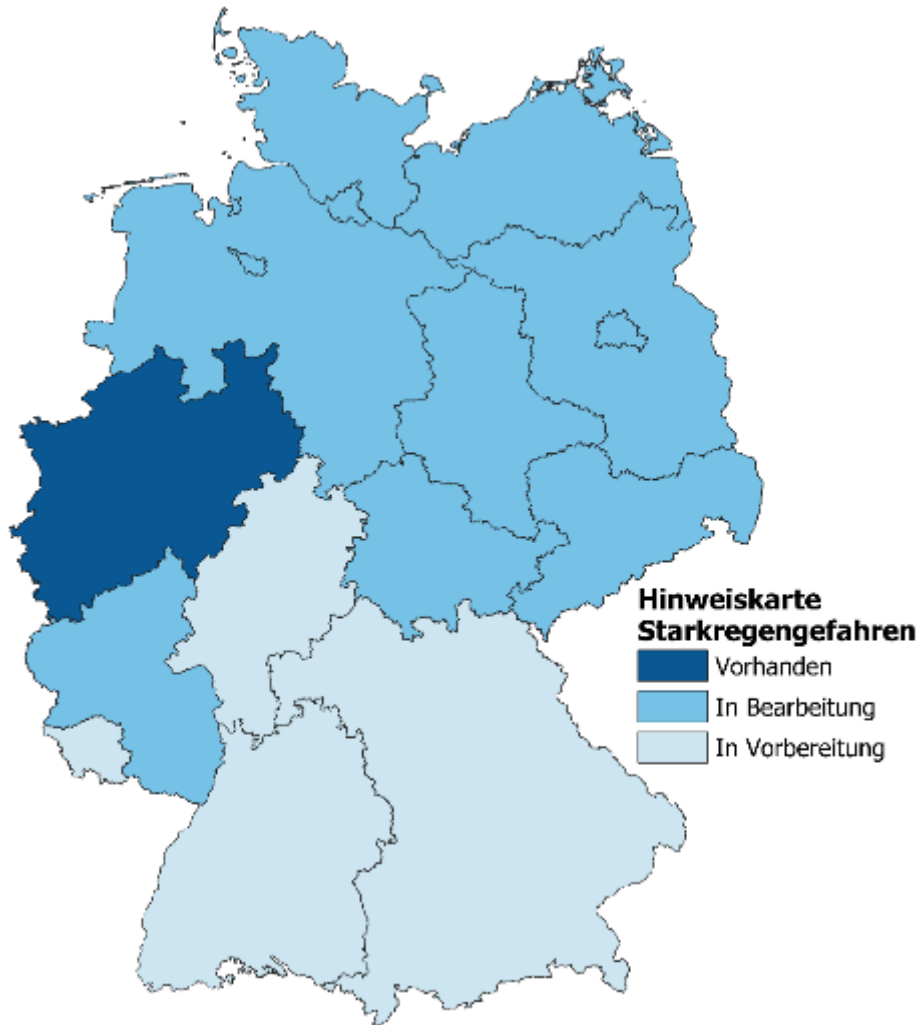 Hinweiskarte
Starkregengefahren
Vorhanden
In Bearbeitung
In Vorbereitung